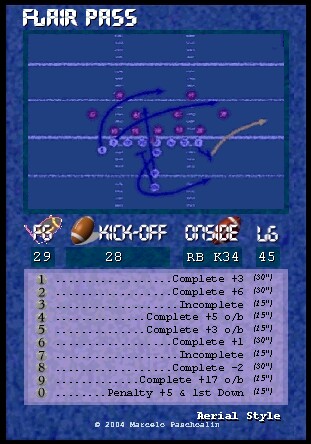 FLAIR PASS
FG KICK-OFF ONSIDE LG
29 28 RB K34 45
1 ...................Complete +3 (30")
2 ...................Complete +6 (30")
3 ....................Incomplete (15")
4 ...............Complete +5 o/b (15")
5 ...............Complete +3 o/b (15")
6 ...................Complete +1 (30")
7 ....................Incomplete (15")
8 ...................Complete -2 (30")
9 ..............Complete +17 o/b (15")
0 ........Penalty +5 & 1st Down (15")
Aerial Style
© 2004 Marcelo Paschoalin